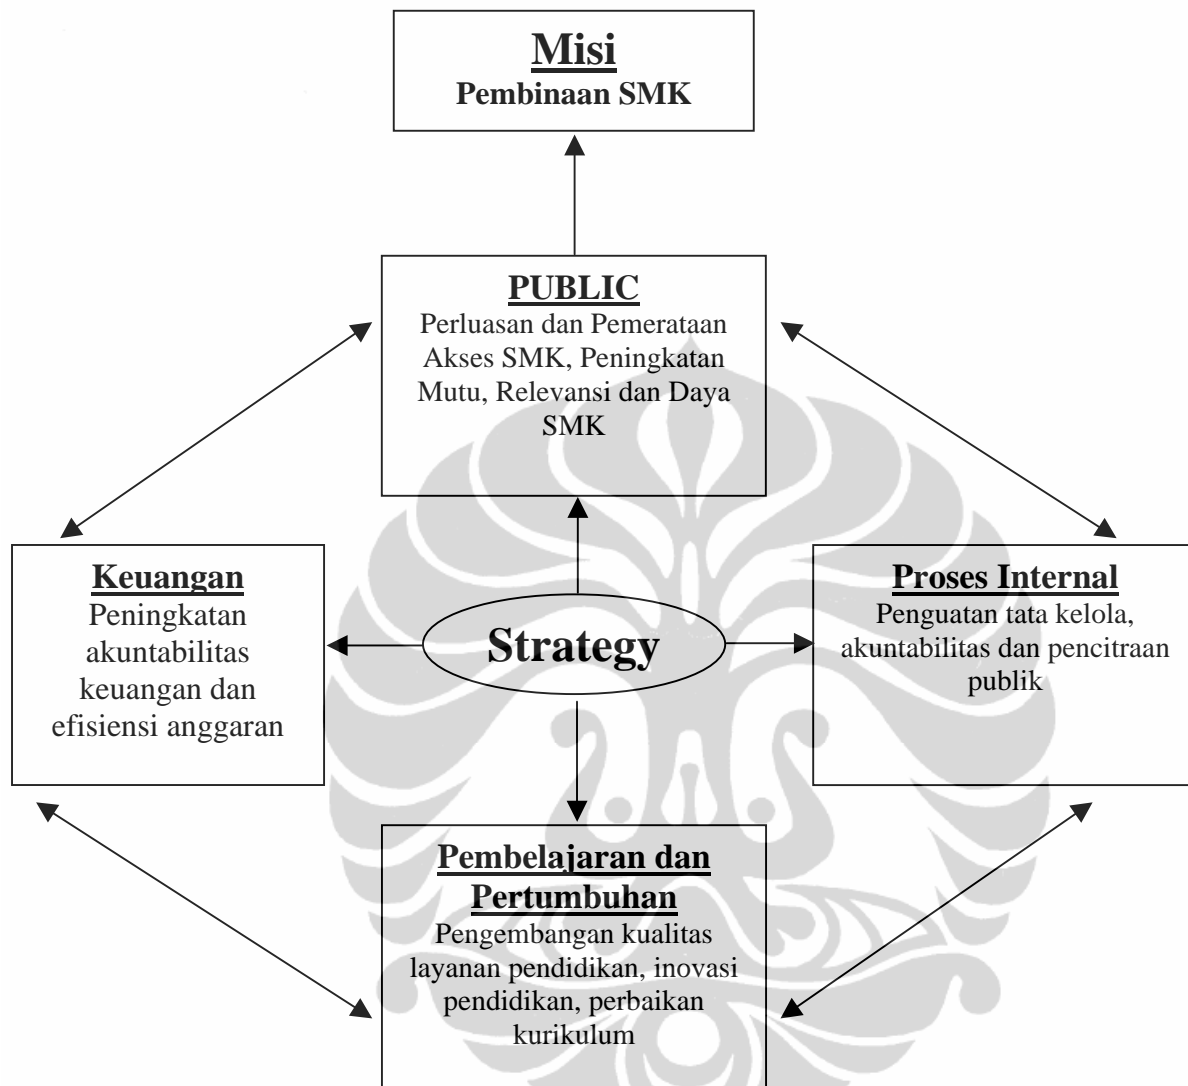 Misi
Pembinaan SMK
PUBLIC
Perluasan dan Pemerataan
Akses SMK, Peningkatan
Mutu, Relevansi dan Daya
SMK
Keuangan
Peningkatan
akuntabilitas
keuangan dan
efisiensi anggaran
Strategy
Proses Internal
Penguatan tata kelola,
akuntabilitas dan pencitraan
publik
Pembelajaran dan
Pertumbuhan
Pengembangan kualitas
layanan pendidikan, inovasi
pendidikan, perbaikan
kurikulum